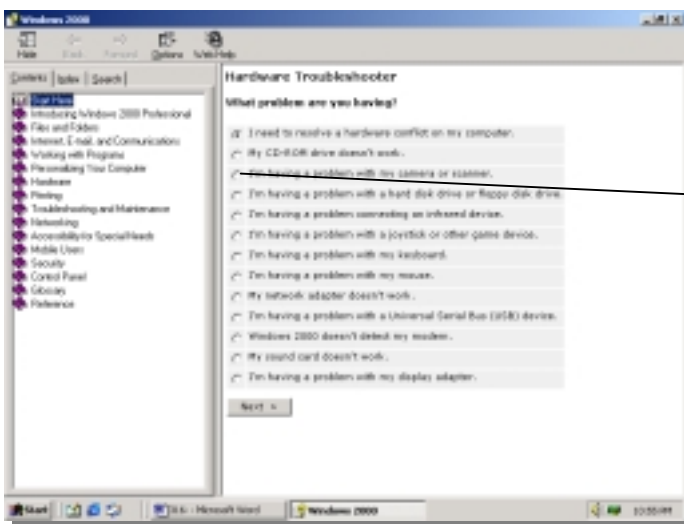 Windows 2000
Hide Back Forward Options Web Help
Contents Index Search
Start Here
Introducing Windows 2000 Professional
Files and Folders
Internet, E-mail, and Communications
Working with Programs
Personalizing Your Computer
Hardware
Printing
Troubleshooting and Maintenance
Networking
Accessibility for Special Needs
Mobile Users
Security
Control Panel
Glossary
Reference
Hardware Troubleshooter
What problem are you having?
I need to resolve a hardware conflict on my computer.
My CD-ROM drive doesn't work.
I'm having a problem with my camera or scanner.
I'm having a problem with a hard disk drive or floppy disk drive.
I'm having a problem connecting an infrared device.
I'm having a problem with a joystick or other game device.
I'm having a problem with my keyboard.
I'm having a problem with my mouse.
My network adapter doesn't work.
I'm having a problem with a Universal Serial Bus (USB) device.
Windows 2000 doesn't detect my modem.
My sound card doesn't work.
I'm having a problem with my display adapter.
Next >
Start - Microsoft Word Windows 2000